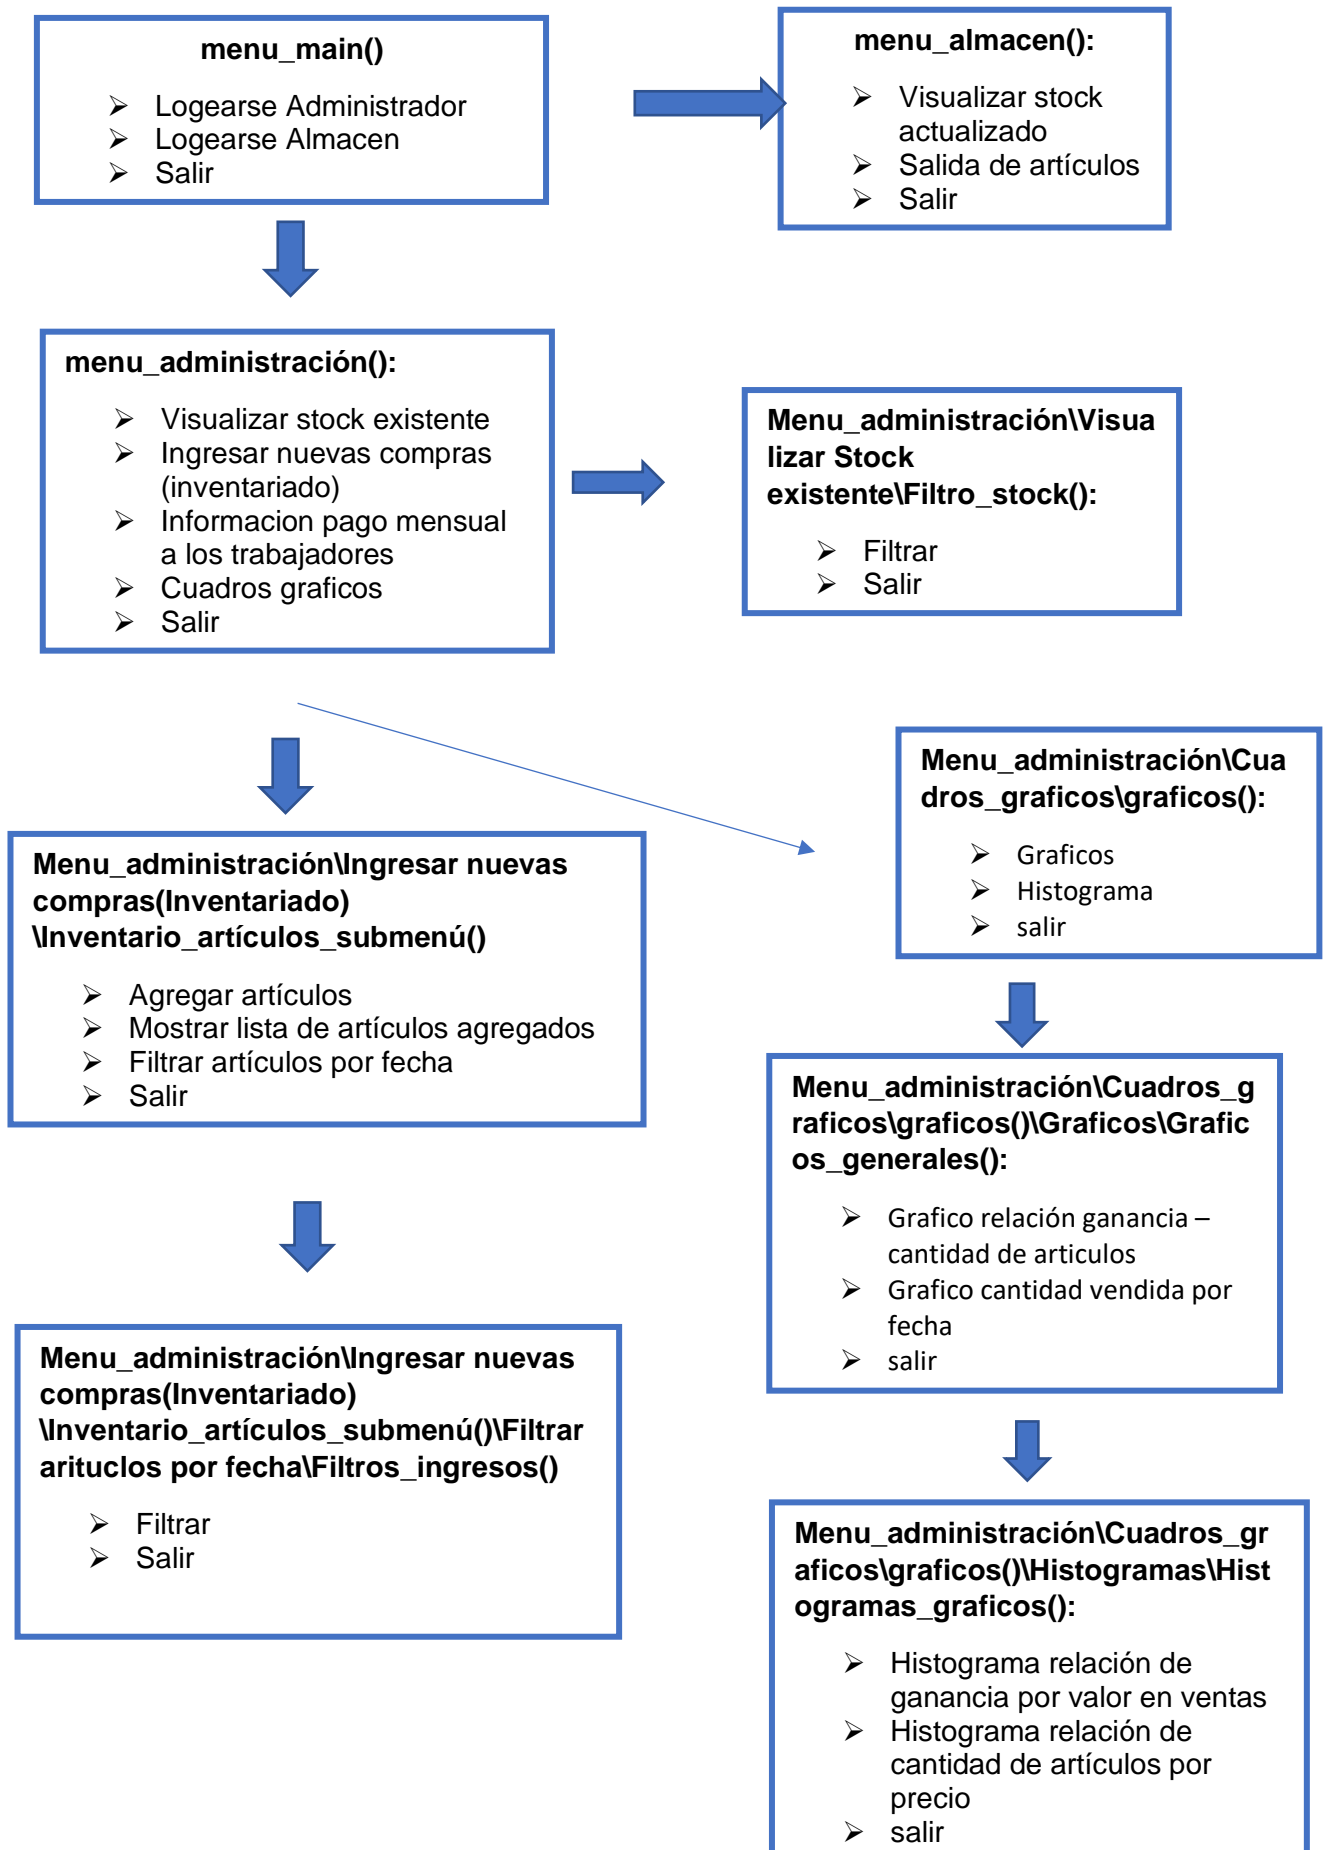 menu_main()
➢ Logearse Administrador
➢ Logearse Almacen
➢ Salir
menu_almacen():
➢ Visualizar stock
actualizado
➢ Salida de artículos
➢ Salir
menu_administración():
➢ Visualizar stock existente
➢ Ingresar nuevas compras
(inventariado)
➢ Informacion pago mensual
a los trabajadores
➢ Cuadros graficos
➢ Salir
Menu_administración\Visua
lizar Stock
existente\Filtro_stock():
➢ Filtrar
➢ Salir
Menu_administración\Cua
dros_graficos\graficos():
➢ Graficos
➢ Histograma
➢ salir
Menu_administración\Ingresar nuevas
compras(Inventariado)
\Inventario_artículos_submenú()
➢ Agregar artículos
➢ Mostrar lista de artículos agregados
➢ Filtrar artículos por fecha
➢ Salir
Menu_administración\Cuadros_g
raficos\graficos()\Graficos\Grafic
os_generales():
➢ Grafico relación ganancia –
cantidad de articulos
➢ Grafico cantidad vendida por
fecha
➢ salir
Menu_administración\Ingresar nuevas
compras(Inventariado)
\Inventario_artículos_submenú()\Filtrar
arituclos por fecha\Filtros_ingresos()
➢ Filtrar
➢ Salir
Menu_administración\Cuadros_gr
aficos\graficos()\Histogramas\Hist
ogramas_graficos():
➢ Histograma relación de
ganancia por valor en ventas
➢ Histograma relación de
cantidad de artículos por
precio
➢ salir